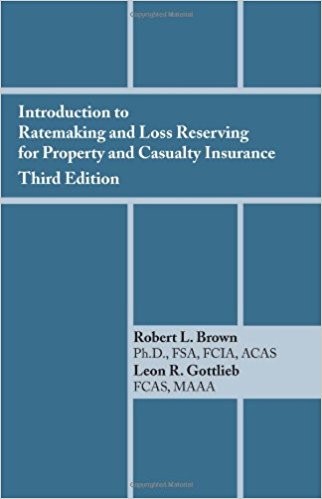 Introduction to
Ratemaking and Loss Reserving
for Property and Casualty Insurance
Third Edition
Robert L. Brown
Ph.D., FSA, FCIA, ACAS
Leon R. Gottlieb
FCAS, MAAA